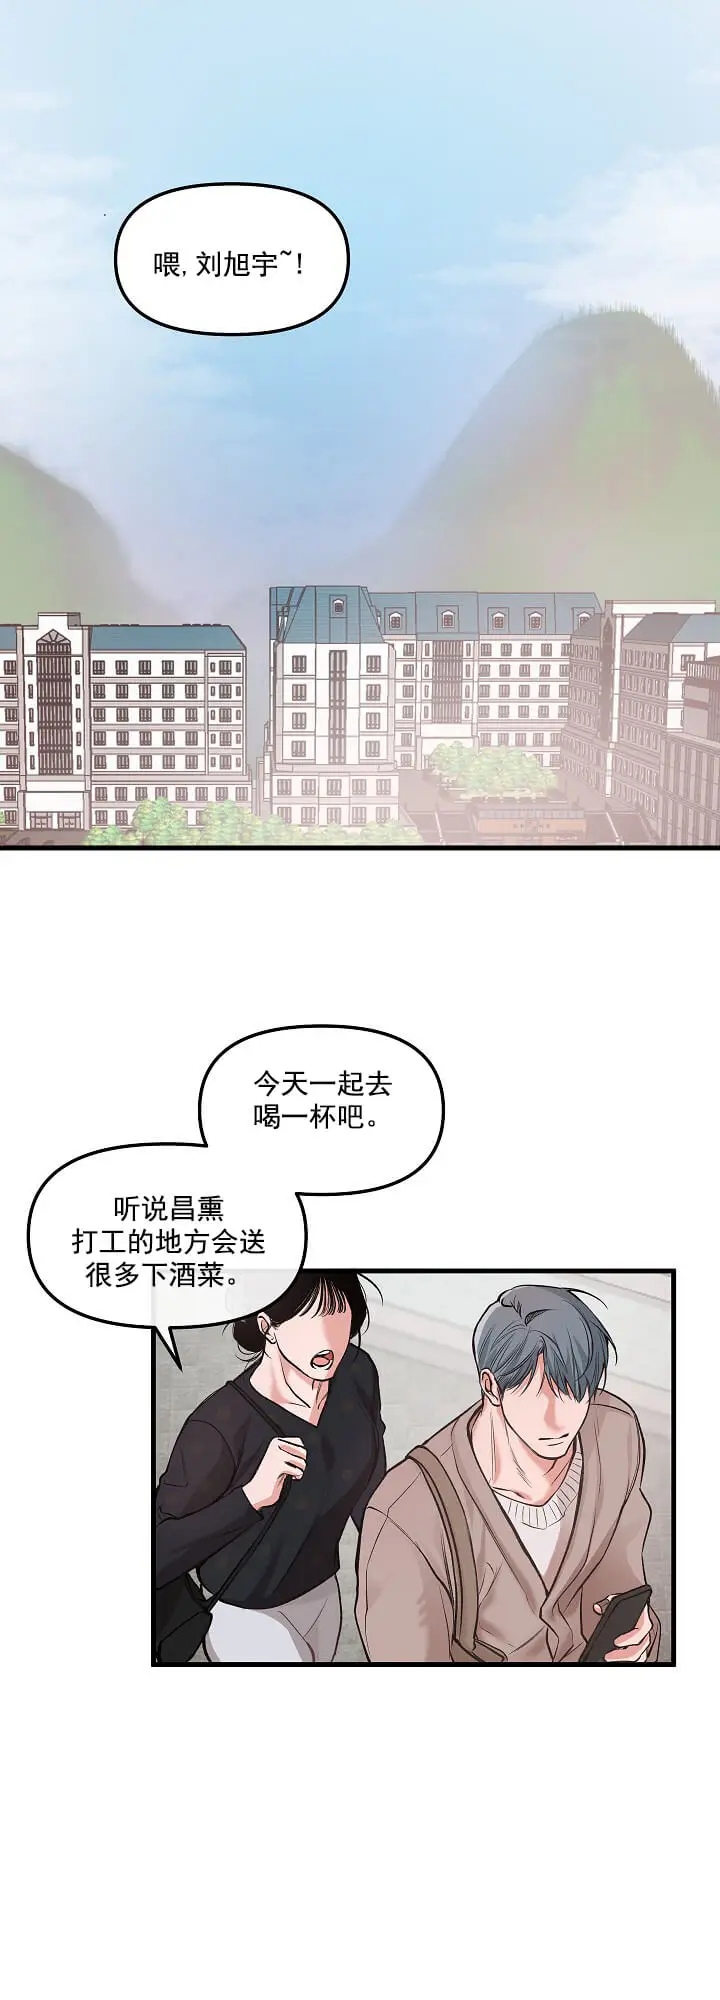 喂,刘旭宇~!
今天一起去
喝一杯吧。
听说昌熏
打工的地方会送
很多下酒菜。